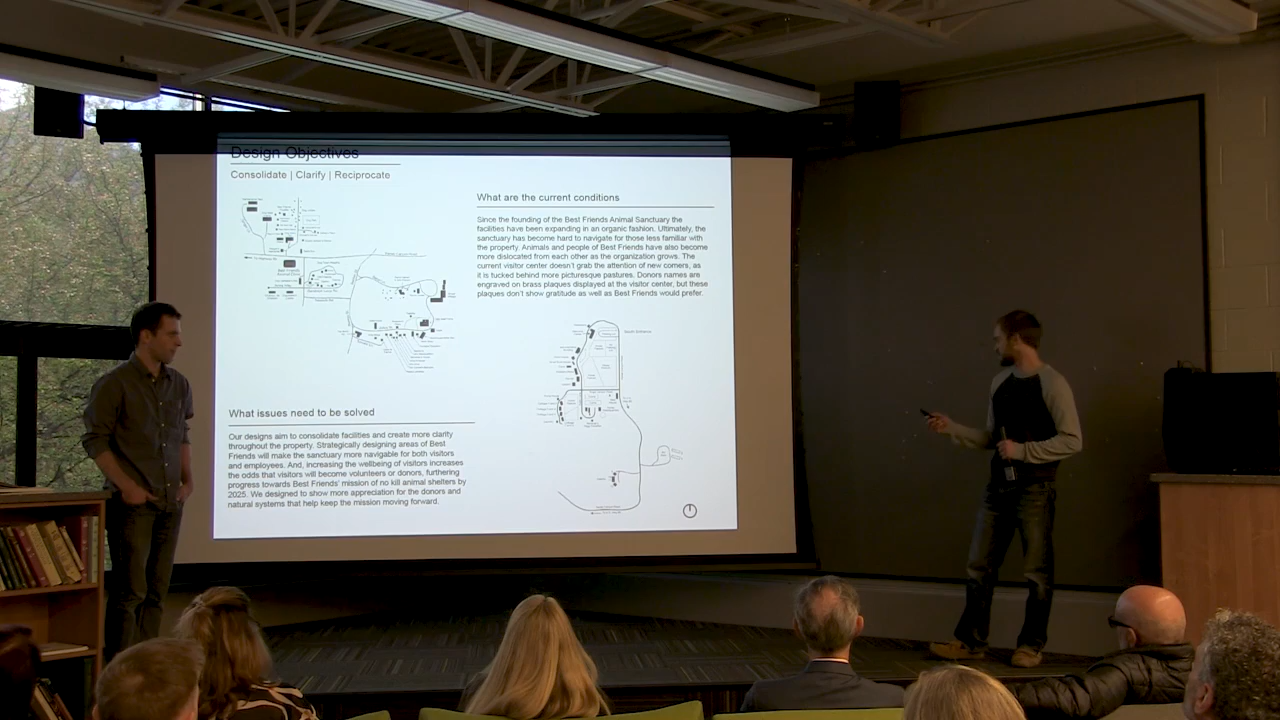 Design Objectives
Consolidate | Clarify | Reciprocate
What are the current conditions
Since the founding of the Best Friends Animal Sanctuary the
facilities have been expanding in an organic fashion. Ultimately, the
sanctuary has become hard to navigate for those less familiar with
the property. Animals and people of Best Friends have also become
more dislocated from each other as the organization grows. The
current visitor center doesn't grab the attention of new comers, as
it is tucked behind more picturesque pastures. Donors names are
engraved on brass plaques displayed at the visitor center, but these
plaques don't show gratitude as well as Best Friends would prefer.
What issues need to be solved
Our designs aim to consolidate facilities and create more clarity
throughout the property. Strategically designing areas of Best
Friends will make the sanctuary more navigable for both visitors
and employees. And, increasing the wellbeing of visitors increases
the odds that visitors will become volunteers or donors, furthering
progress towards Best Friends' mission of no kill animal shelters by
2025. We designed to show more appreciation for the donors and
natural systems that help keep the mission moving forward.